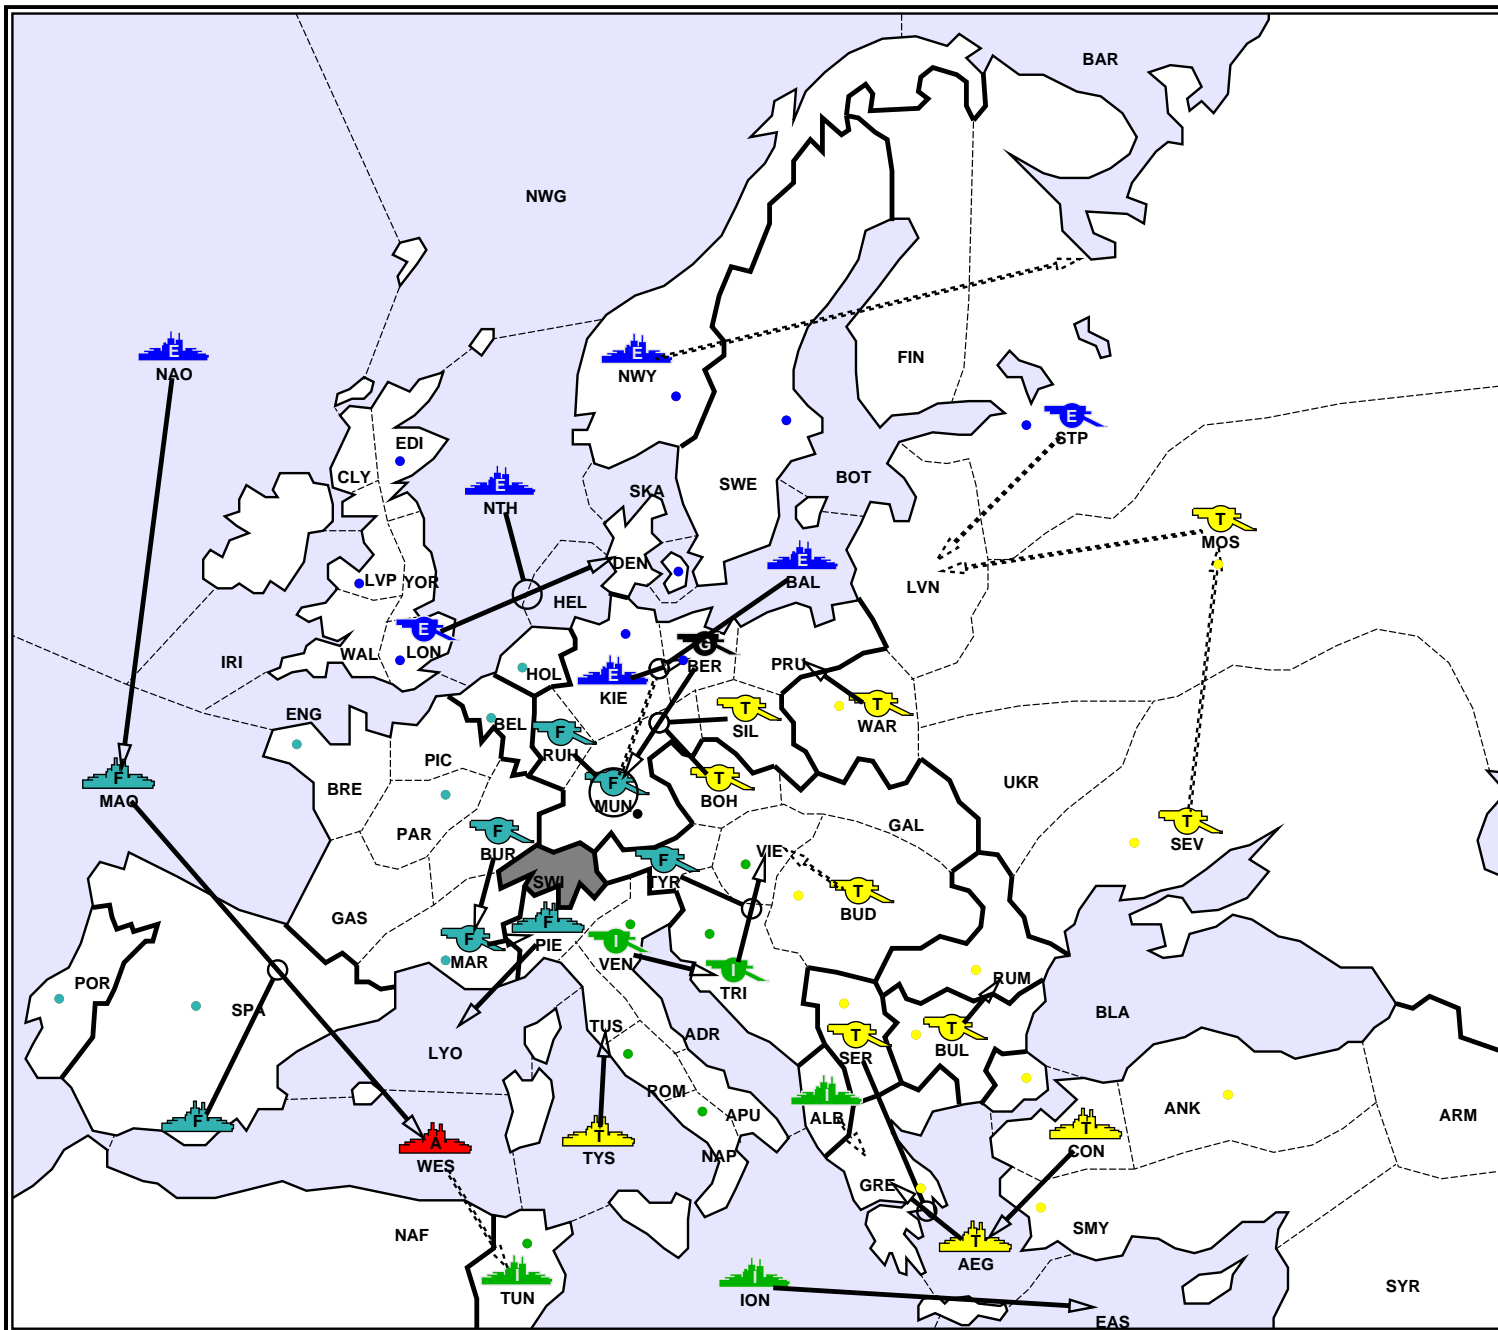 BAR
NWG
E
NAO
E
NWY
FIN
E
STP
EDI
CLY
E
NTH
SKA
SWE
BOT
T
MOS
LVP
YOR
DEN
E
BAL
LVN
HEL
IRI
WAL
E
LON
HOL
E
KIE
G
BER
PRU
ENG
BEL
F
RUH
T
SIL
T
WAR
PIC
BRE
F
MAO
F
MUN
T
BOH
UKR
PAR
F
BUR
GAL
T
SEV
SWI
F
TYR
VIE
T
BUD
GAS
F
MAR
F
PIE
I
VEN
I
TRI
POR
SPA
RUM
BLA
LYO
TUS
ADR
T
SER
T
BUL
ROM
APU
I
ALB
ANK
ARM
F
A
WES
T
TYS
NAP
T
CON
GRE
NAF
SMY
T
AEG
I
TUN
I
ION
SYR
EAS